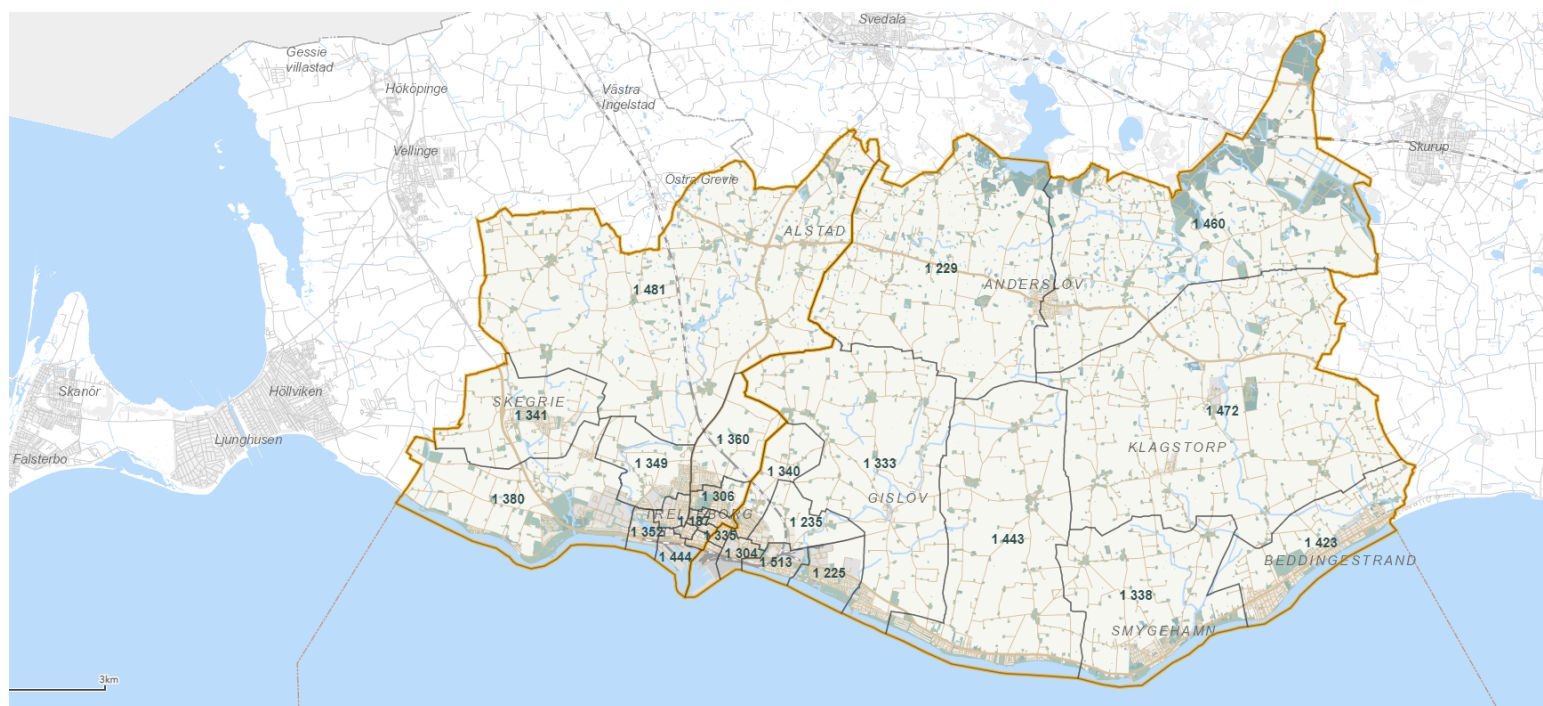 Svedala
Gessie
villastad
Hököpinge
Västra
Ingelstad
Vellinge
Skurup
Östra Grevie
ALSTAD
1 460
1 229
ANDERSLÖV
1 481
Skanör
Höllviken
SKEGRIE
1 341
1 472
Ljunghusen
1 360
KLAGSTORP
Falsterbo
1 349
1 340
1 333
1 380
1 306
GISLÖV
TRELLEBORG
1 187
1 235
1 352
1 335
1 443
1 423
1 444
1 304
1 513
BEDDINGESTRAND
1 225
1 338
SMYGEHAMN
3km